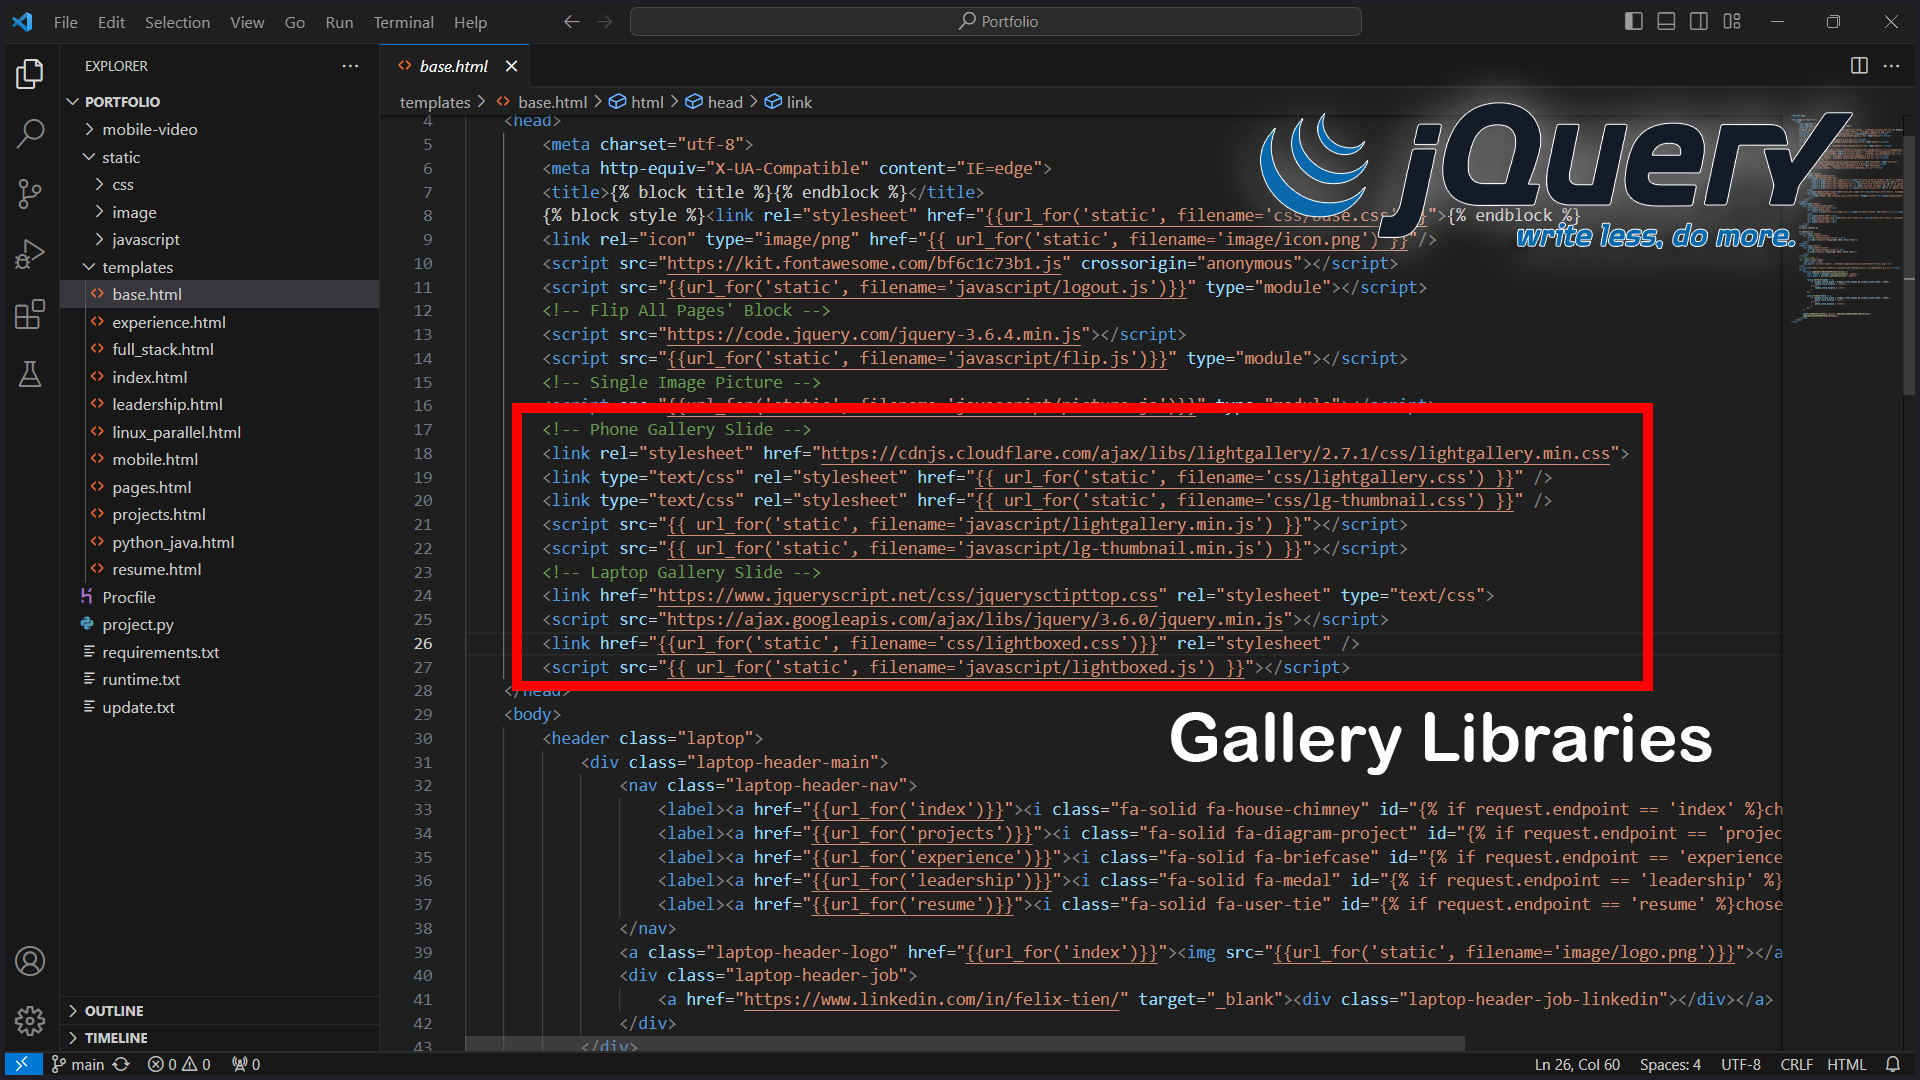 File Edit Selection View Go Run Terminal Help
Portfolio
EXPLORER
PORTFOLIO
mobile-video
static
css
image
javascript
templates
base.html
experience.html
full_stack.html
index.html
leadership.html
linux_parallel.html
mobile.html
pages.html
projects.html
python_java.html
resume.html
Procfile
project.py
requirements.txt
runtime.txt
update.txt
OUTLINE
TIMELINE
base.html
templates > base.html > html > head > link
jQuery
write less, do more.
4 <head>
5 <meta charset="utf-8">
6 <meta http-equiv="X-UA-Compatible" content="IE=edge">
7 <title>{% block title %}{% endblock %}</title>
8 {% block style %}<link rel="stylesheet" href="{{url_for('static', filename='css/base.css')}}">{% endblock %}
9 <link rel="icon" type="image/png" href="{{ url_for('static', filename='image/icon.png') }}"/>
10 <script src="https://kit.fontawesome.com/bf6c1c73b1.js" crossorigin="anonymous"></script>
11 <script src="{{url_for('static', filename='javascript/logout.js')}}" type="module"></script>
12 <!-- Flip All Pages' Block -->
13 <script src="https://code.jquery.com/jquery-3.6.4.min.js"></script>
14 <script src="{{url_for('static', filename='javascript/flip.js')}}" type="module"></script>
15 <!-- Single Image Picture -->
16 <script src="{{url_for('static', filename='javascript/picture.js')}}" type="module"></script>
17 <!-- Phone Gallery Slide -->
18 <link rel="stylesheet" href="https://cdnjs.cloudflare.com/ajax/libs/lightgallery/2.7.1/css/lightgallery.min.css">
19 <link type="text/css" rel="stylesheet" href="{{ url_for('static', filename='css/lightgallery.css') }}" />
20 <link type="text/css" rel="stylesheet" href="{{ url_for('static', filename='css/lg-thumbnail.css') }}" />
21 <script src="{{ url_for('static', filename='javascript/lightgallery.min.js') }}"></script>
22 <script src="{{ url_for('static', filename='javascript/lg-thumbnail.min.js') }}"></script>
23 <!-- Laptop Gallery Slide -->
24 <link href="https://www.jqueryscript.net/css/jquerysctipttop.css" rel="stylesheet" type="text/css">
25 <script src="https://ajax.googleapis.com/ajax/libs/jquery/3.6.0/jquery.min.js"></script>
26 <link href="{{url_for('static', filename='css/lightboxed.css')}}" rel="stylesheet" />
27 <script src="{{ url_for('static', filename='javascript/lightboxed.js') }}"></script>
28 </head>
29 <body>
Gallery Libraries
30 <header class="laptop">
31 <div class="laptop-header-main">
32 <nav class="laptop-header-nav">
33 <label><a href="{{url_for('index')}}"><i class="fa-solid fa-house-chimney" id="{% if request.endpoint == 'index' %}ch
34 <label><a href="{{url_for('projects')}}"><i class="fa-solid fa-diagram-project" id="{% if request.endpoint == 'projec
35 <label><a href="{{url_for('experience')}}"><i class="fa-solid fa-briefcase" id="{% if request.endpoint == 'experience
36 <label><a href="{{url_for('leadership')}}"><i class="fa-solid fa-medal" id="{% if request.endpoint == 'leadership' %}
37 <label><a href="{{url_for('resume')}}"><i class="fa-solid fa-user-tie" id="{% if request.endpoint == 'resume' %}chose
38 </nav>
39 <a class="laptop-header-logo" href="{{url_for('index')}}"><img src="{{url_for('static', filename='image/logo.png')}}"></a
40 <div class="laptop-header-job">
41 <a href="https://www.linkedin.com/in/felix-tien/" target="_blank"><div class="laptop-header-job-linkedin"></div></a>
42 </div>
43 </div>
main 0 0 0 Ln 26, Col 60 Spaces: 4 UTF-8 CRLF HTML